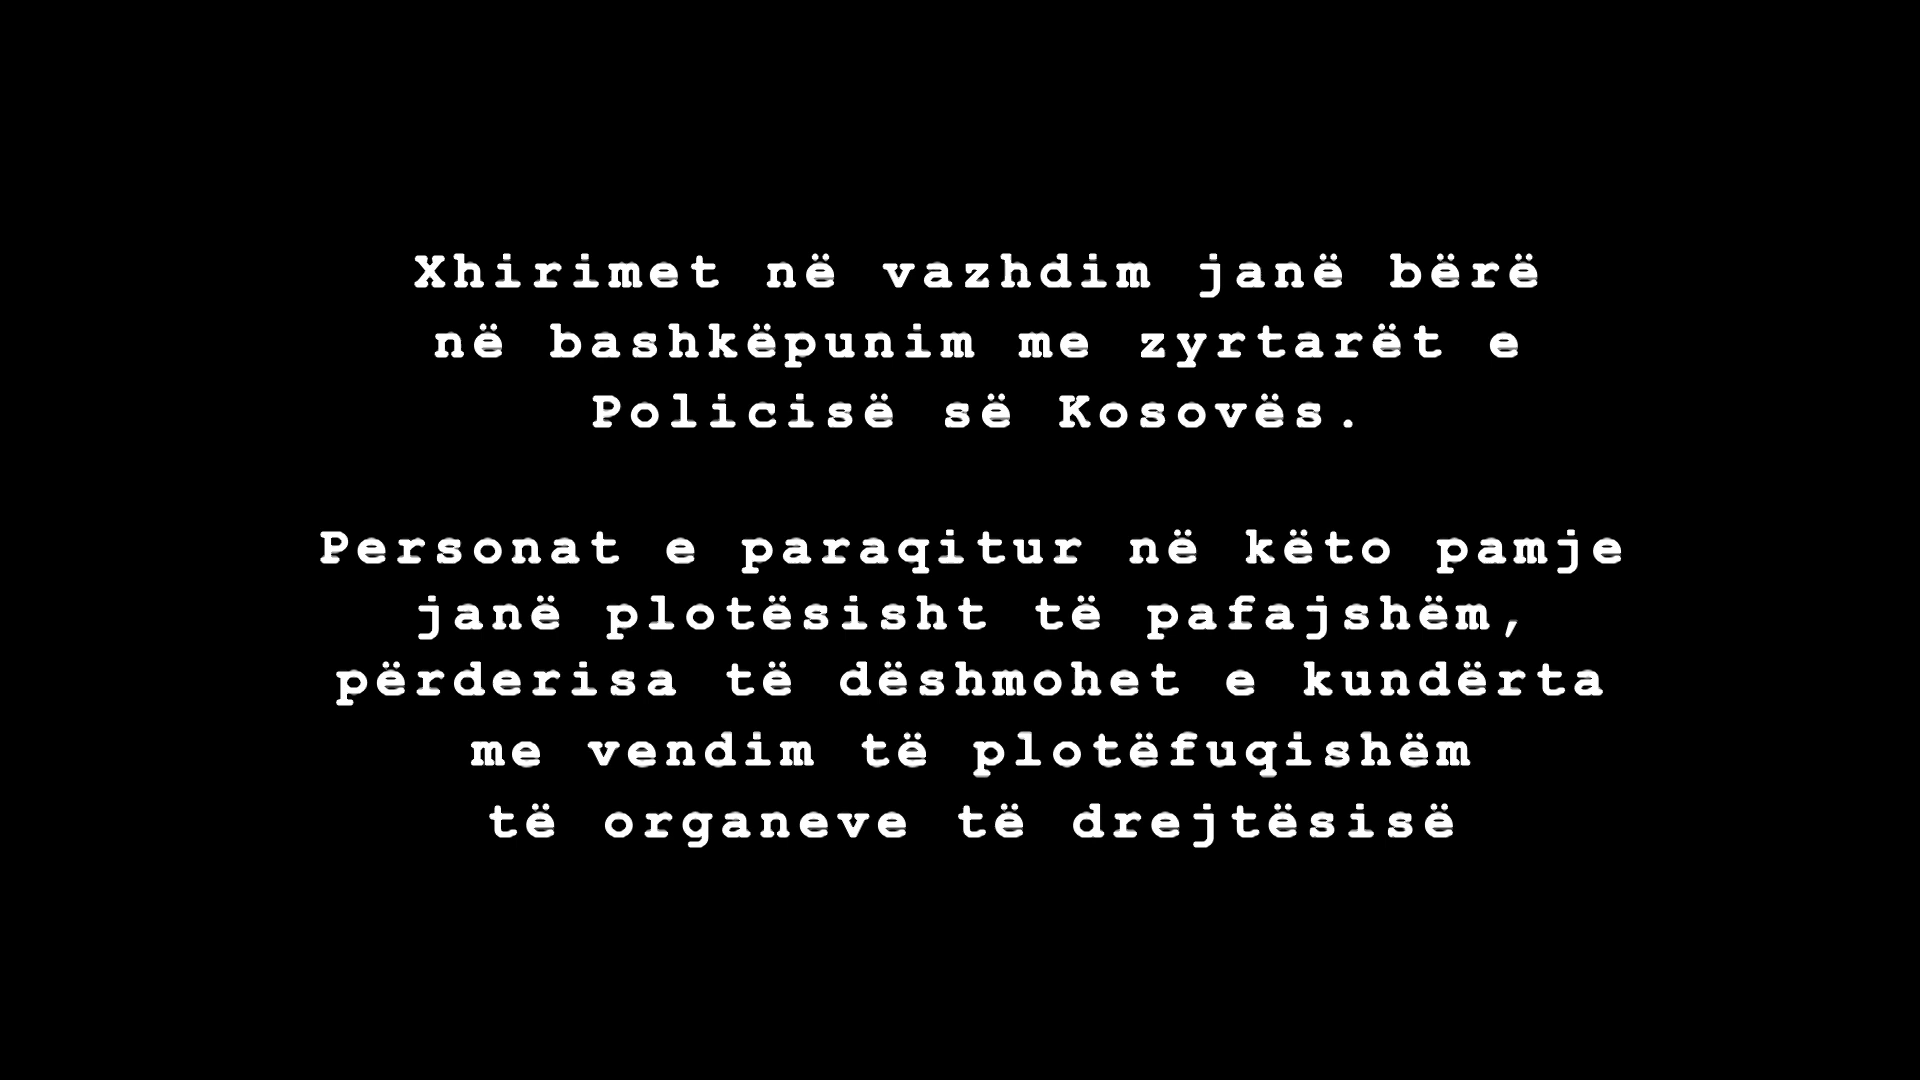 Xhirimet në vazhdim janë bërë
në bashkëpunim me zyrtarët e
Policisë së Kosovës.
Personat e paraqitur në këto pamje
janë plotësisht të pafajshëm,
përderisa të dëshmohet e kundërta
me vendim të plotëfuqishëm
të organeve të drejtësisë